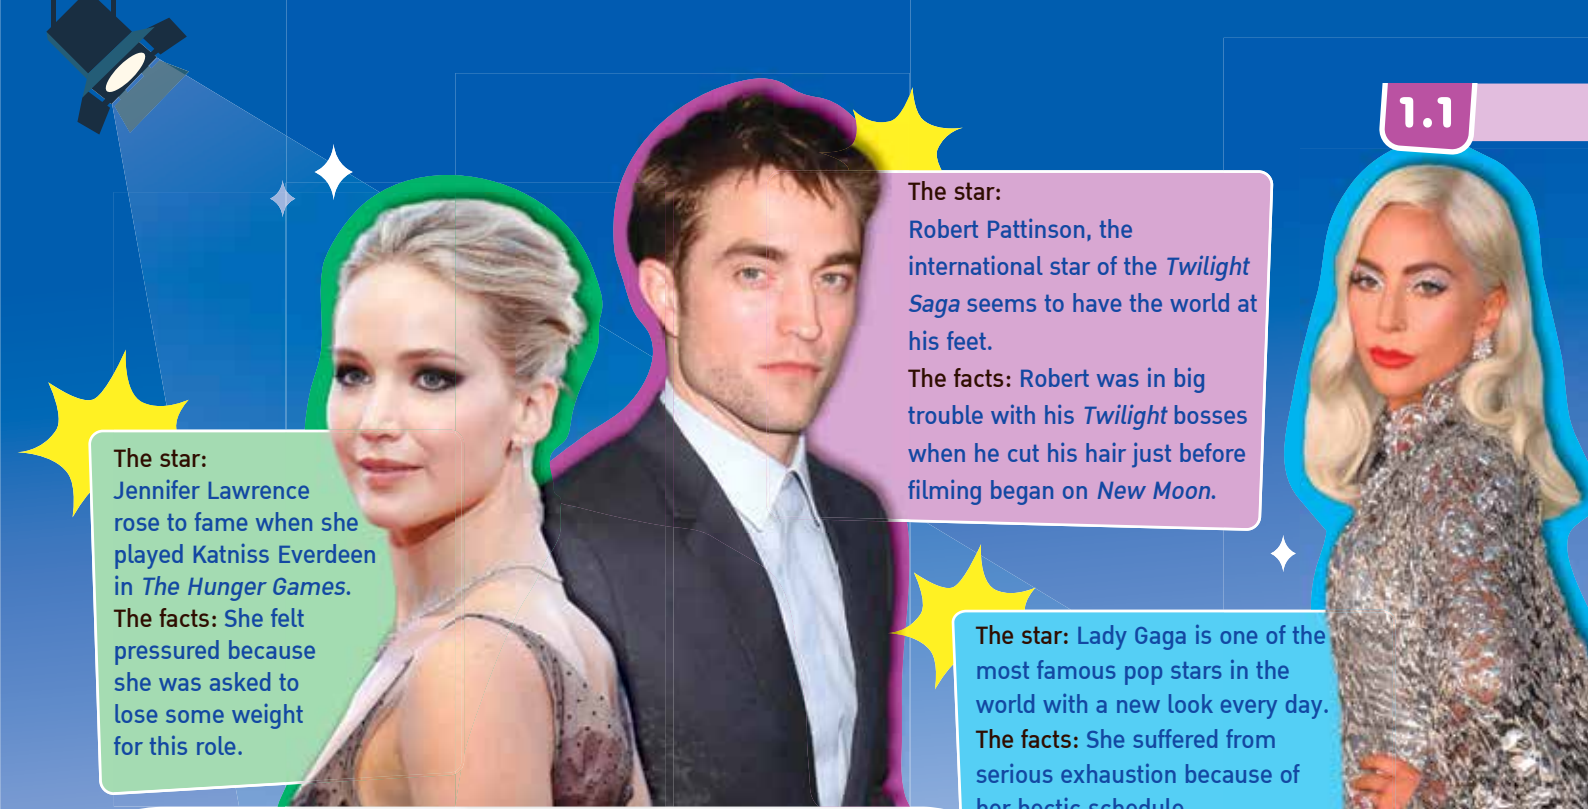 1.1
The star:
Jennifer Lawrence
rose to fame when she
played Katniss Everdeen
in The Hunger Games.
The facts: She felt
pressured because
she was asked to
lose some weight
for this role.
The star:
Robert Pattinson, the
international star of the Twilight
Saga seems to have the world at
his feet.
The facts: Robert was in big
trouble with his Twilight bosses
when he cut his hair just before
filming began on New Moon.
The star: Lady Gaga is one of the
most famous pop stars in the
world with a new look every day.
The facts: She suffered from
serious exhaustion because of
her hectic schedule